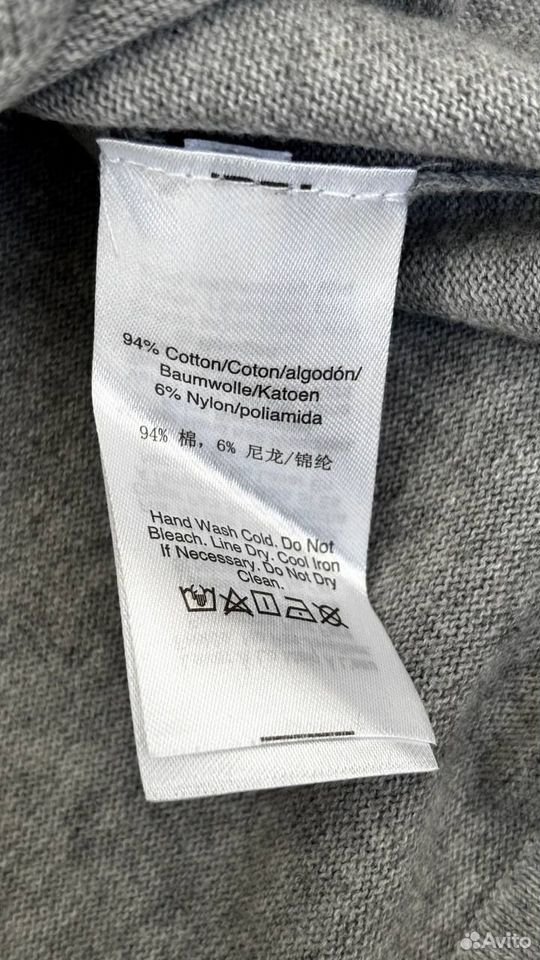 94% Cotton/Coton/algodón/
Baumwolle/Katoen
6% Nylon/poliamida
94% 棉, 6% 尼龙/锦纶
Hand Wash Cold. Do Not
Bleach. Line Dry. Cool Iron
If Necessary. Do Not Dry
Clean.
Avito